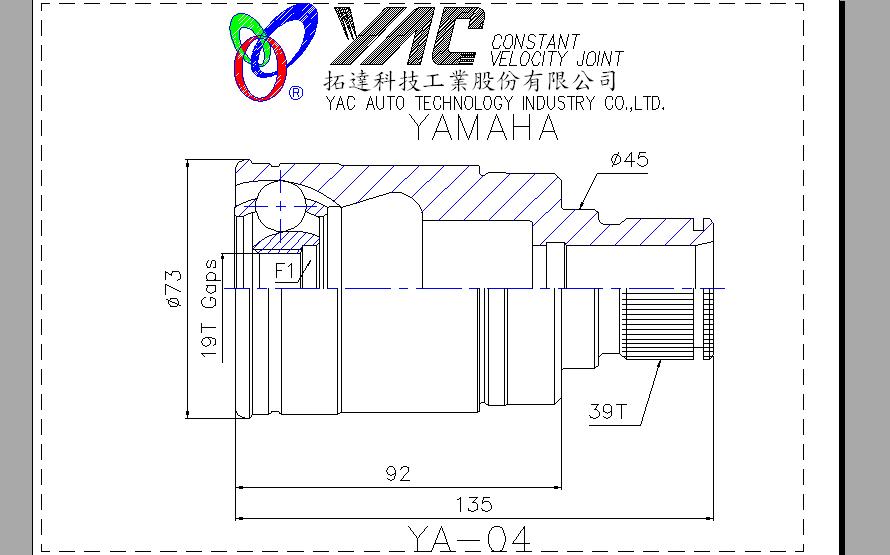 YAC
CONSTANT
VELOCITY JOINT
®
拓達科技工業股份有限公司
YAC AUTO TECHNOLOGY INDUSTRY CO.,LTD.
YAMAHA
ø45
ø73
19T Gaps
F1
39T
92
135
YA-04